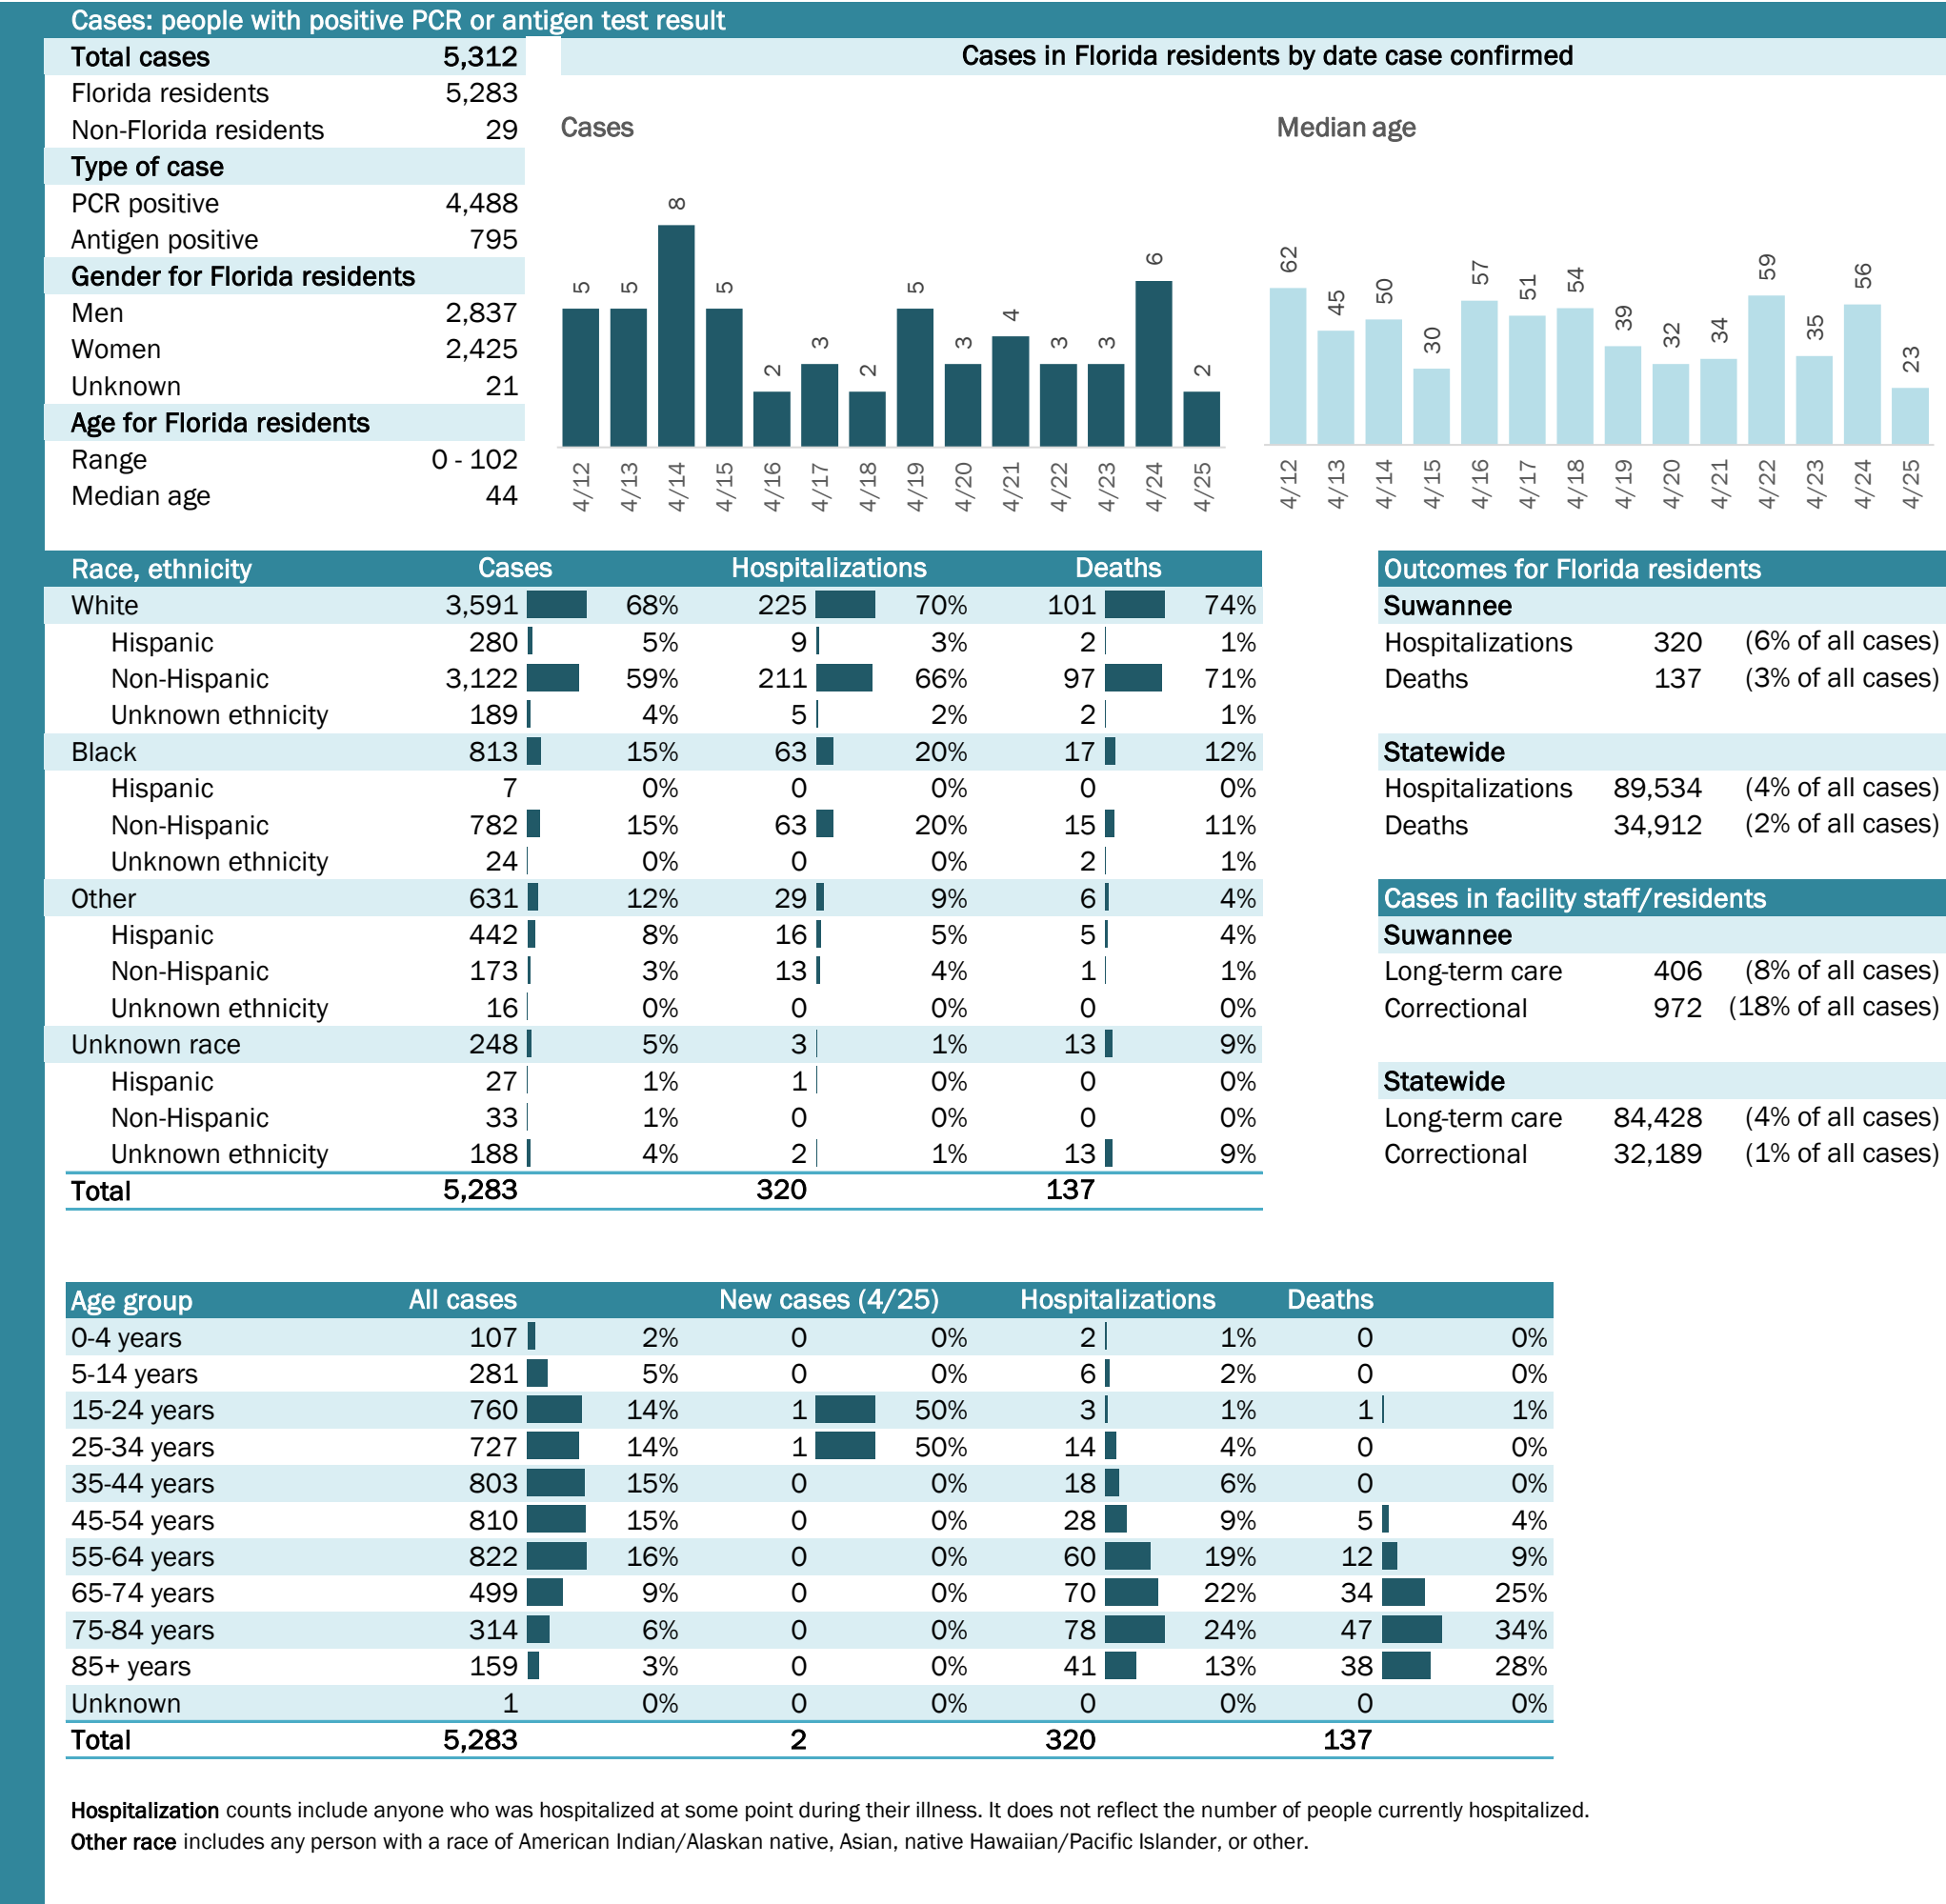 Cases: people with positive PCR or antigen test result
Total cases 5,312
Florida residents 5,283
Non-Florida residents 29
Type of case
PCR positive 4,488
Antigen positive 795
Gender for Florida residents
Men 2,837
Women 2,425
Unknown 21
Age for Florida residents
Range 0 - 102
Median age 44
Cases in Florida residents by date case confirmed
Cases
5 5 8 5 2 3 2 5 3 4 3 3 6 2
4/12 4/13 4/14 4/15 4/16 4/17 4/18 4/19 4/20 4/21 4/22 4/23 4/24 4/25
Median age
62 45 50 30 57 51 54 39 32 34 59 35 56 23
4/12 4/13 4/14 4/15 4/16 4/17 4/18 4/19 4/20 4/21 4/22 4/23 4/24 4/25
Race, ethnicity Cases Hospitalizations Deaths
White 3,591 68% 225 70% 101 74%
Hispanic 280 5% 9 3% 2 1%
Non-Hispanic 3,122 59% 211 66% 97 71%
Unknown ethnicity 189 4% 5 2% 2 1%
Black 813 15% 63 20% 17 12%
Hispanic 7 0% 0 0% 0 0%
Non-Hispanic 782 15% 63 20% 15 11%
Unknown ethnicity 24 0% 0 0% 2 1%
Other 631 12% 29 9% 6 4%
Hispanic 442 8% 16 5% 5 4%
Non-Hispanic 173 3% 13 4% 1 1%
Unknown ethnicity 16 0% 0 0% 0 0%
Unknown race 248 5% 3 1% 13 9%
Hispanic 27 1% 1 0% 0 0%
Non-Hispanic 33 1% 0 0% 0 0%
Unknown ethnicity 188 4% 2 1% 13 9%
Total 5,283 320 137
Outcomes for Florida residents
Suwannee
Hospitalizations 320 (6% of all cases)
Deaths 137 (3% of all cases)
Statewide
Hospitalizations 89,534 (4% of all cases)
Deaths 34,912 (2% of all cases)
Cases in facility staff/residents
Suwannee
Long-term care 406 (8% of all cases)
Correctional 972 (18% of all cases)
Statewide
Long-term care 84,428 (4% of all cases)
Correctional 32,189 (1% of all cases)
Age group All cases New cases (4/25) Hospitalizations Deaths
0-4 years 107 2% 0 0% 2 1% 0 0%
5-14 years 281 5% 0 0% 6 2% 0 0%
15-24 years 760 14% 1 50% 3 1% 1 1%
25-34 years 727 14% 1 50% 14 4% 0 0%
35-44 years 803 15% 0 0% 18 6% 0 0%
45-54 years 810 15% 0 0% 28 9% 5 4%
55-64 years 822 16% 0 0% 60 19% 12 9%
65-74 years 499 9% 0 0% 70 22% 34 25%
75-84 years 314 6% 0 0% 78 24% 47 34%
85+ years 159 3% 0 0% 41 13% 38 28%
Unknown 1 0% 0 0% 0 0% 0 0%
Total 5,283 2 320 137
Hospitalization counts include anyone who was hospitalized at some point during their illness. It does not reflect the number of people currently hospitalized.
Other race includes any person with a race of American Indian/Alaskan native, Asian, native Hawaiian/Pacific Islander, or other.